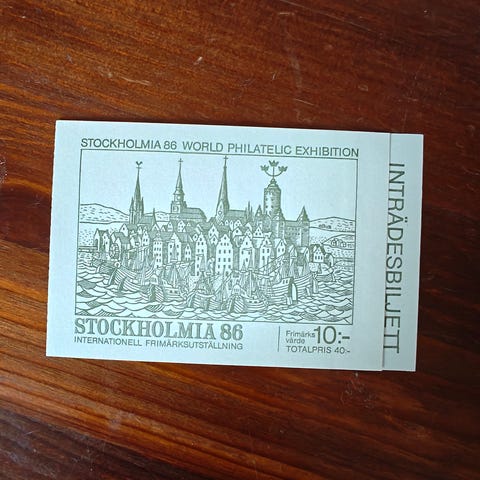 STOCKHOLMIA 86 WORLD PHILATELIC EXHIBITION
STOCKHOLMIA 86
INTERNATIONELL FRIMÄRKSUTSTÄLLNING
Frimärks
värde 10:-
TOTALPRIS 40:-
INTRÄDESBILJETT